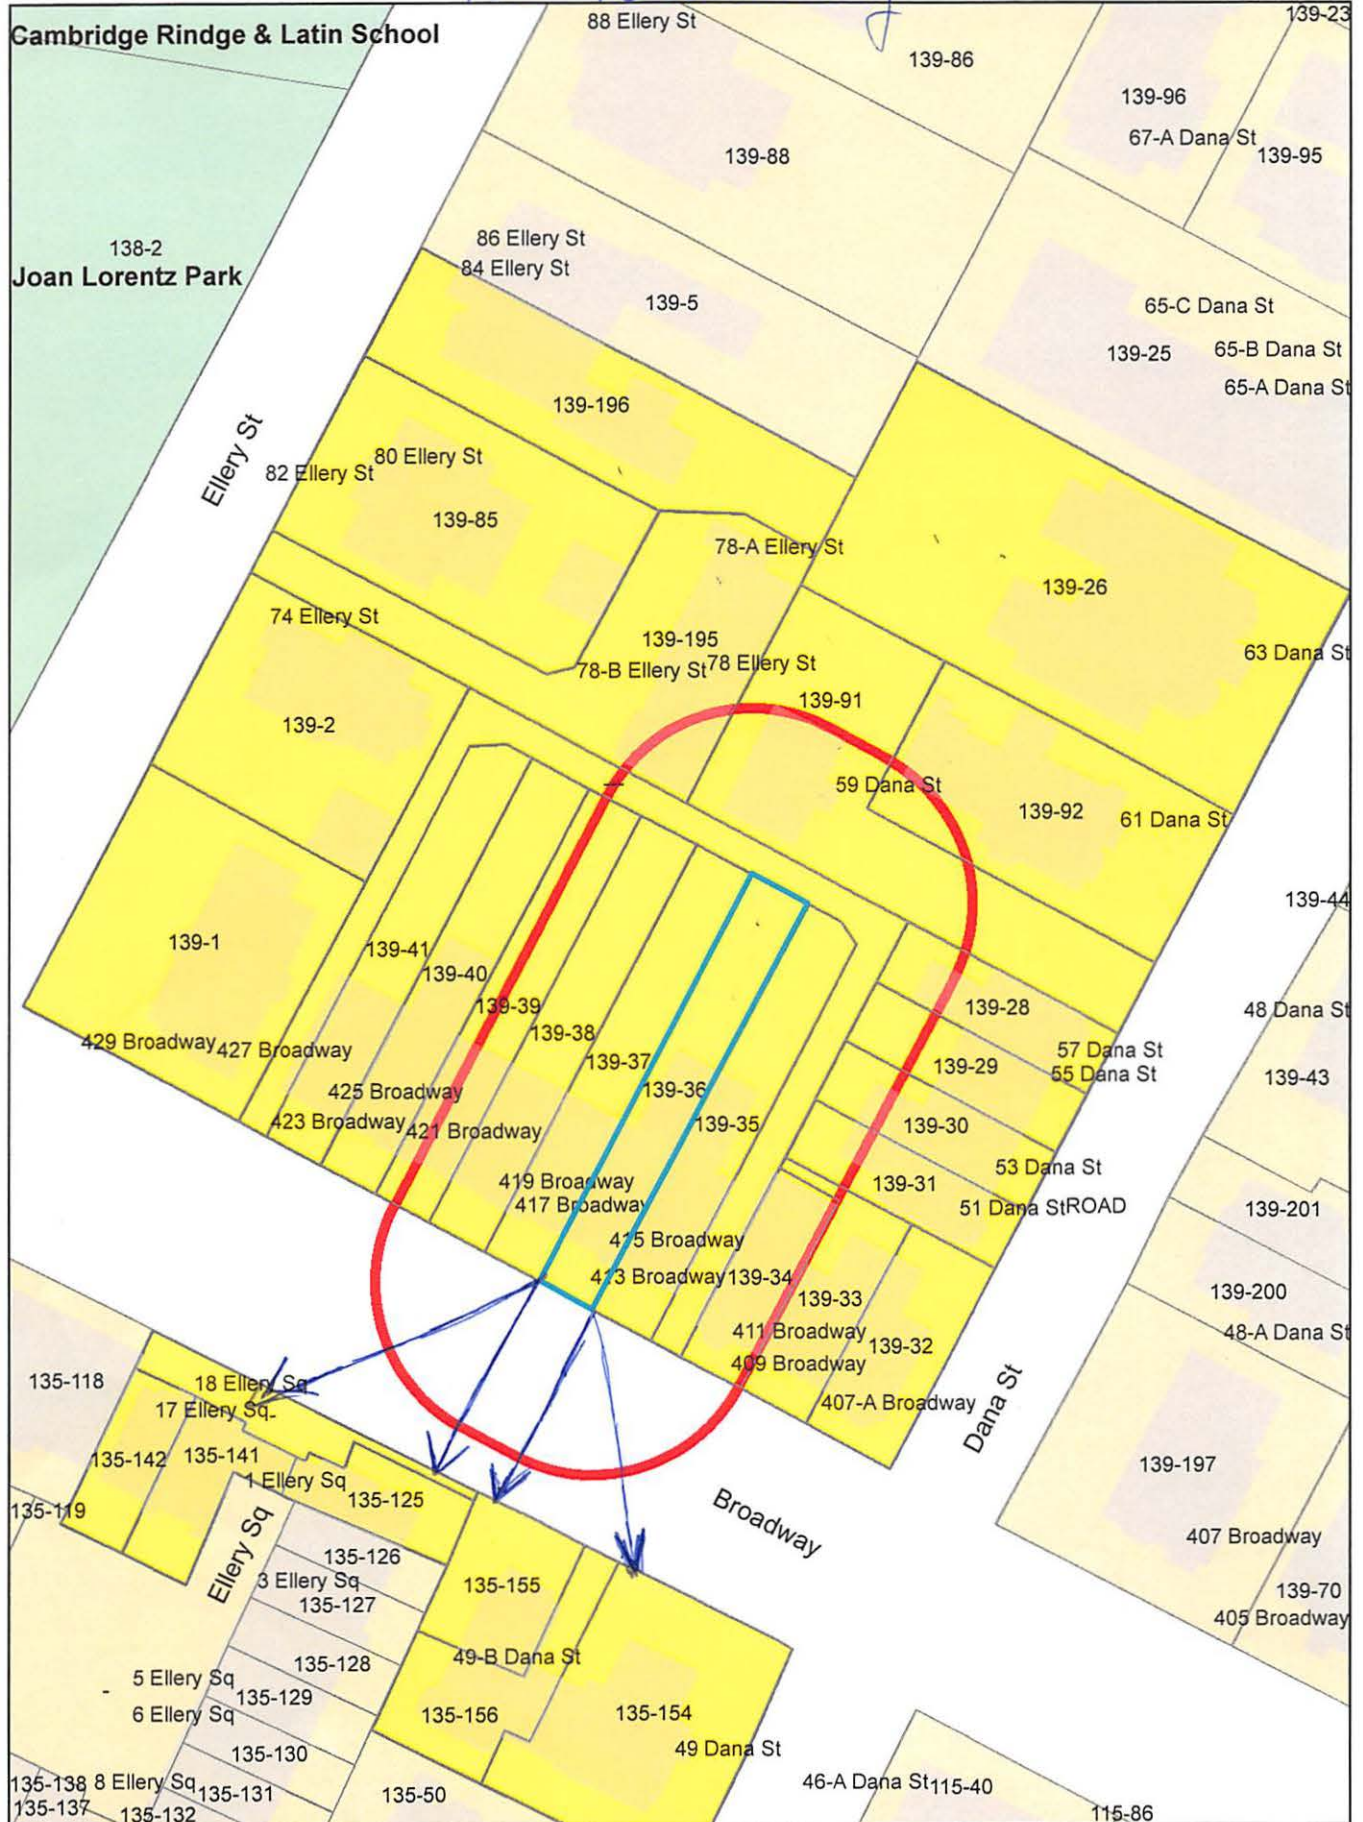 88 Ellery St
139-23
Cambridge Rindge & Latin School
139-86
139-96
67-A Dana St
139-95
139-88
138-2
Joan Lorentz Park
86 Ellery St
84 Ellery St
139-5
65-C Dana St
139-25
65-B Dana St
65-A Dana St
139-196
Ellery St
80 Ellery St
82 Ellery St
139-85
78-A Ellery St
139-26
74 Ellery St
139-195
63 Dana St
78-B Ellery St
78 Ellery St
139-91
139-2
59 Dana St
139-92
61 Dana St
139-44
139-1
139-41
139-40
139-39
139-28
48 Dana St
139-38
429 Broadway
427 Broadway
57 Dana St
139-37
139-29
55 Dana St
139-43
425 Broadway
139-36
423 Broadway
421 Broadway
139-35
139-30
53 Dana St
419 Broadway
139-31
417 Broadway
51 Dana St
ROAD
139-201
415 Broadway
413 Broadway
139-34
139-33
139-200
411 Broadway
139-32
48-A Dana St
409 Broadway
135-118
18 Ellery Sq
407-A Broadway
17 Ellery Sq
Dana St
135-142
135-141
139-197
1 Ellery Sq
135-125
135-119
Broadway
407 Broadway
Ellery Sq
135-126
3 Ellery Sq
135-155
139-70
135-127
405 Broadway
49-B Dana St
135-128
5 Ellery Sq
135-129
6 Ellery Sq
135-156
135-154
135-130
49 Dana St
135-138
8 Ellery Sq
135-131
135-50
46-A Dana St
115-40
135-137
135-132
115-86